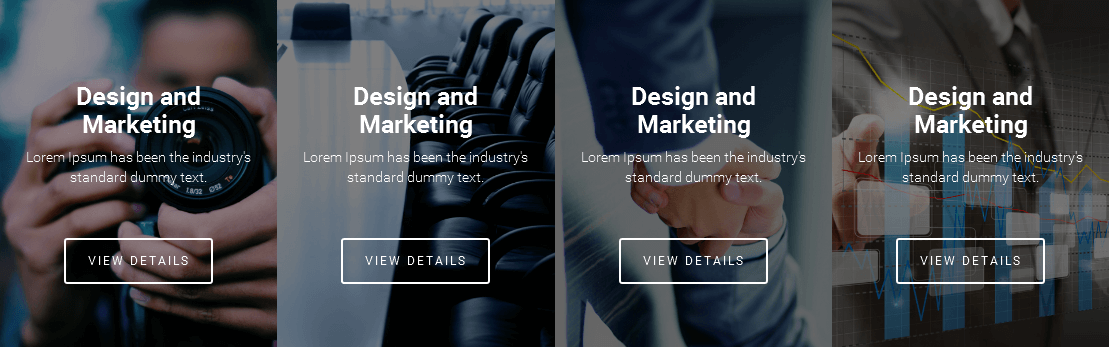 Design and
Marketing
Lorem Ipsum has been the industry's
standard dummy text.
VIEW DETAILS
Design and
Marketing
Lorem Ipsum has been the industry's
standard dummy text.
VIEW DETAILS
Design and
Marketing
Lorem Ipsum has been the industry's
standard dummy text.
VIEW DETAILS
Design and
Marketing
Lorem Ipsum has been the industry's
standard dummy text.
VIEW DETAILS